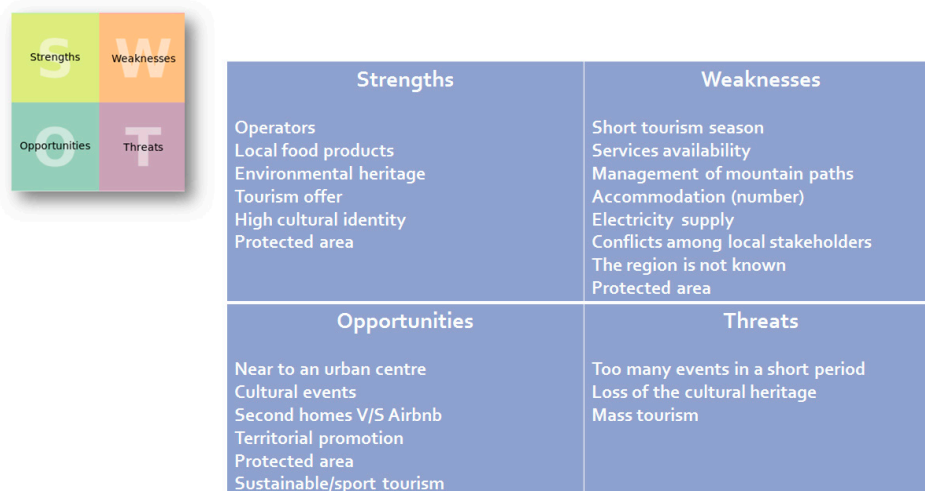 S
W
Strengths
Weaknesses
O
T
Opportunities
Threats
Strengths
Operators
Local food products
Environmental heritage
Tourism offer
High cultural identity
Protected area
Weaknesses
Short tourism season
Services availability
Management of mountain paths
Accommodation (number)
Electricity supply
Conflicts among local stakeholders
The region is not known
Protected area
Opportunities
Near to an urban centre
Cultural events
Second homes V/S Airbnb
Territorial promotion
Protected area
Sustainable/sport tourism
Threats
Too many events in a short period
Loss of the cultural heritage
Mass tourism